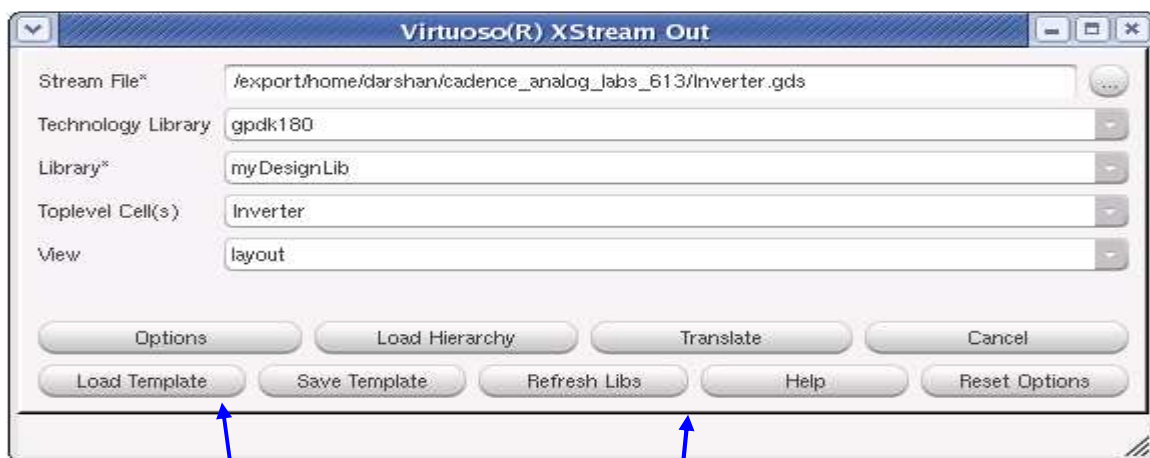 Virtuoso(R) XStream Out
Stream File* /export/home/darshan/cadence_analog_labs_613/Inverter.gds ...
Technology Library gpdk180
Library* myDesignLib
Toplevel Cell(s) Inverter
View layout
Options Load Hierarchy Translate Cancel
Load Template Save Template Refresh Libs Help Reset Options